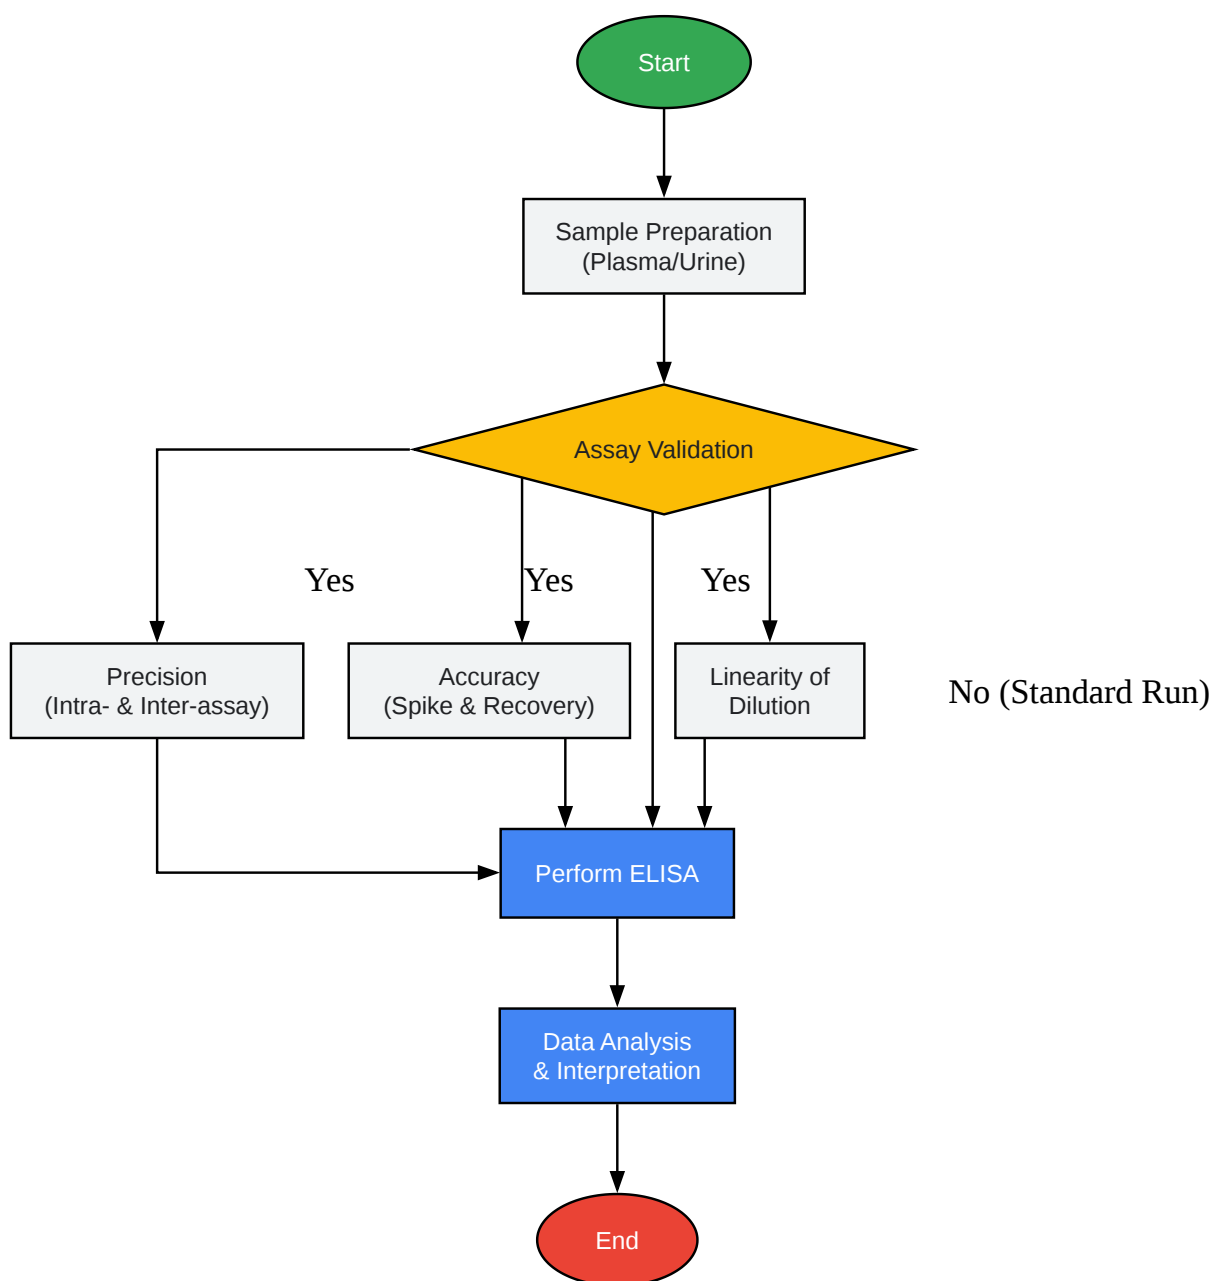 Start
Sample Preparation
(Plasma/Urine)
Assay Validation
Yes
Yes
Yes
Precision
(Intra- & Inter-assay)
Accuracy
(Spike & Recovery)
Linearity of
Dilution
No (Standard Run)
Perform ELISA
Data Analysis
& Interpretation
End